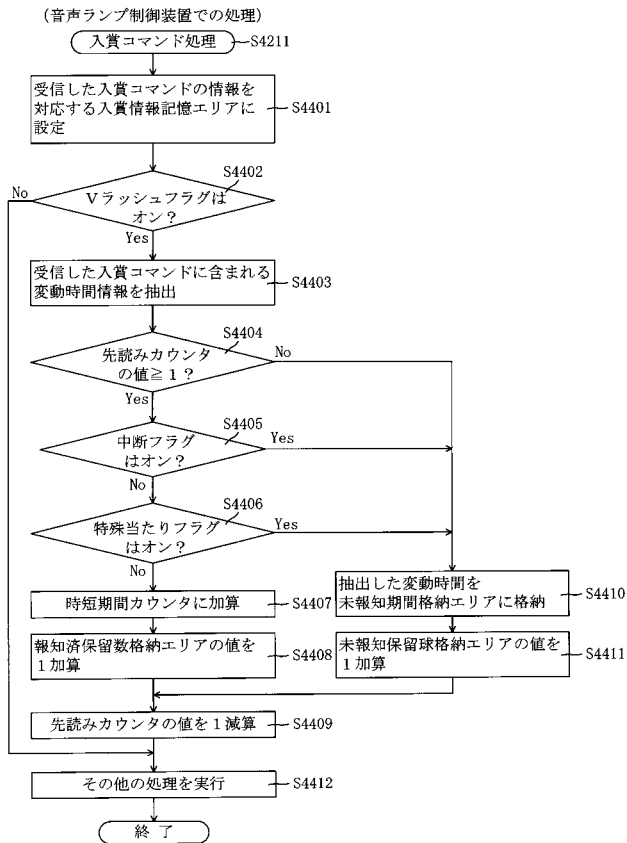 (音声ランプ制御装置での処理)
入賞コマンド処理
S4211
受信した入賞コマンドの情報を
対応する入賞情報記憶エリアに
設定
S4401
S4402
Vラッシュフラグは
オン?
No
Yes
受信した入賞コマンドに含まれる
変動時間情報を抽出
S4403
S4404
先読みカウンタ
の値≧1?
No
Yes
S4405
中断フラグ
はオン?
Yes
No
S4406
特殊当たりフラグ
はオン?
Yes
No
時短期間カウンタに加算
S4407
抽出した変動時間を
未報知期間格納エリアに格納
S4410
報知済保留数格納エリアの値を
1加算
S4408
未報知保留球格納エリアの値を
1加算
S4411
先読みカウンタの値を1減算
S4409
その他の処理を実行
S4412
終了